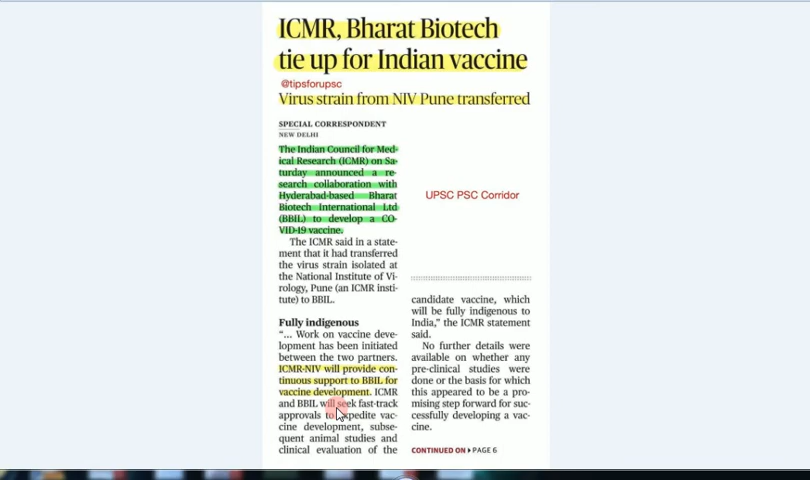 ICMR, Bharat Biotech
tie up for Indian vaccine
@tipsforupsc
Virus strain from NIV Pune transferred
SPECIAL CORRESPONDENT
NEW DELHI
The Indian Council for Med-
ical Research (ICMR) on Sa-
turday announced a re-
search collaboration with
Hyderabad-based Bharat
Biotech International Ltd
(BBIL) to develop a CO-
VID-19 vaccine.
The ICMR said in a state-
ment that it had transferred
the virus strain isolated at
the National Institute of Vi-
rology, Pune (an ICMR insti-
tute) to BBIL.
Fully indigenous
“... Work on vaccine deve-
lopment has been initiated
between the two partners.
ICMR-NIV will provide con-
tinuous support to BBIL for
vaccine development. ICMR
and BBIL will seek fast-track
approvals to expedite vac-
cine development, subse-
quent animal studies and
clinical evaluation of the
UPSC PSC Corridor
candidate vaccine, which
will be fully indigenous to
India,” the ICMR statement
said.
No further details were
available on whether any
pre-clinical studies were
done or the basis for which
this appeared to be a pro-
mising step forward for suc-
cessfully developing a vac-
cine.
CONTINUED ON ▸ PAGE 6